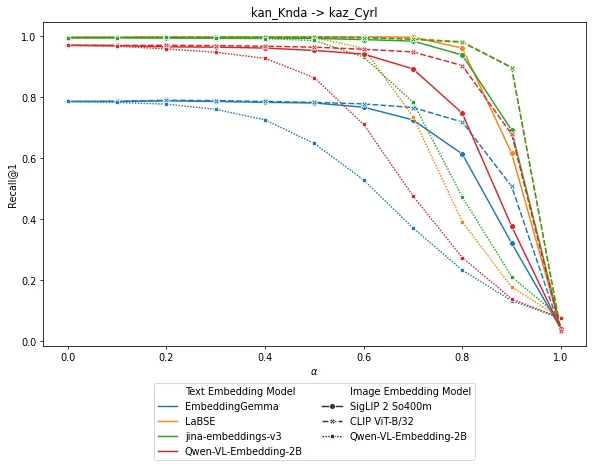 kan_Knda -> kaz_Cyrl
1.0
0.8
0.6
0.4
0.2
0.0
Recall@1
0.0 0.2 0.4 0.6 0.8 1.0
α
Text Embedding Model Image Embedding Model
EmbeddingGemma SigLIP 2 So400m
LaBSE CLIP ViT-B/32
jina-embeddings-v3 Qwen-VL-Embedding-2B
Qwen-VL-Embedding-2B